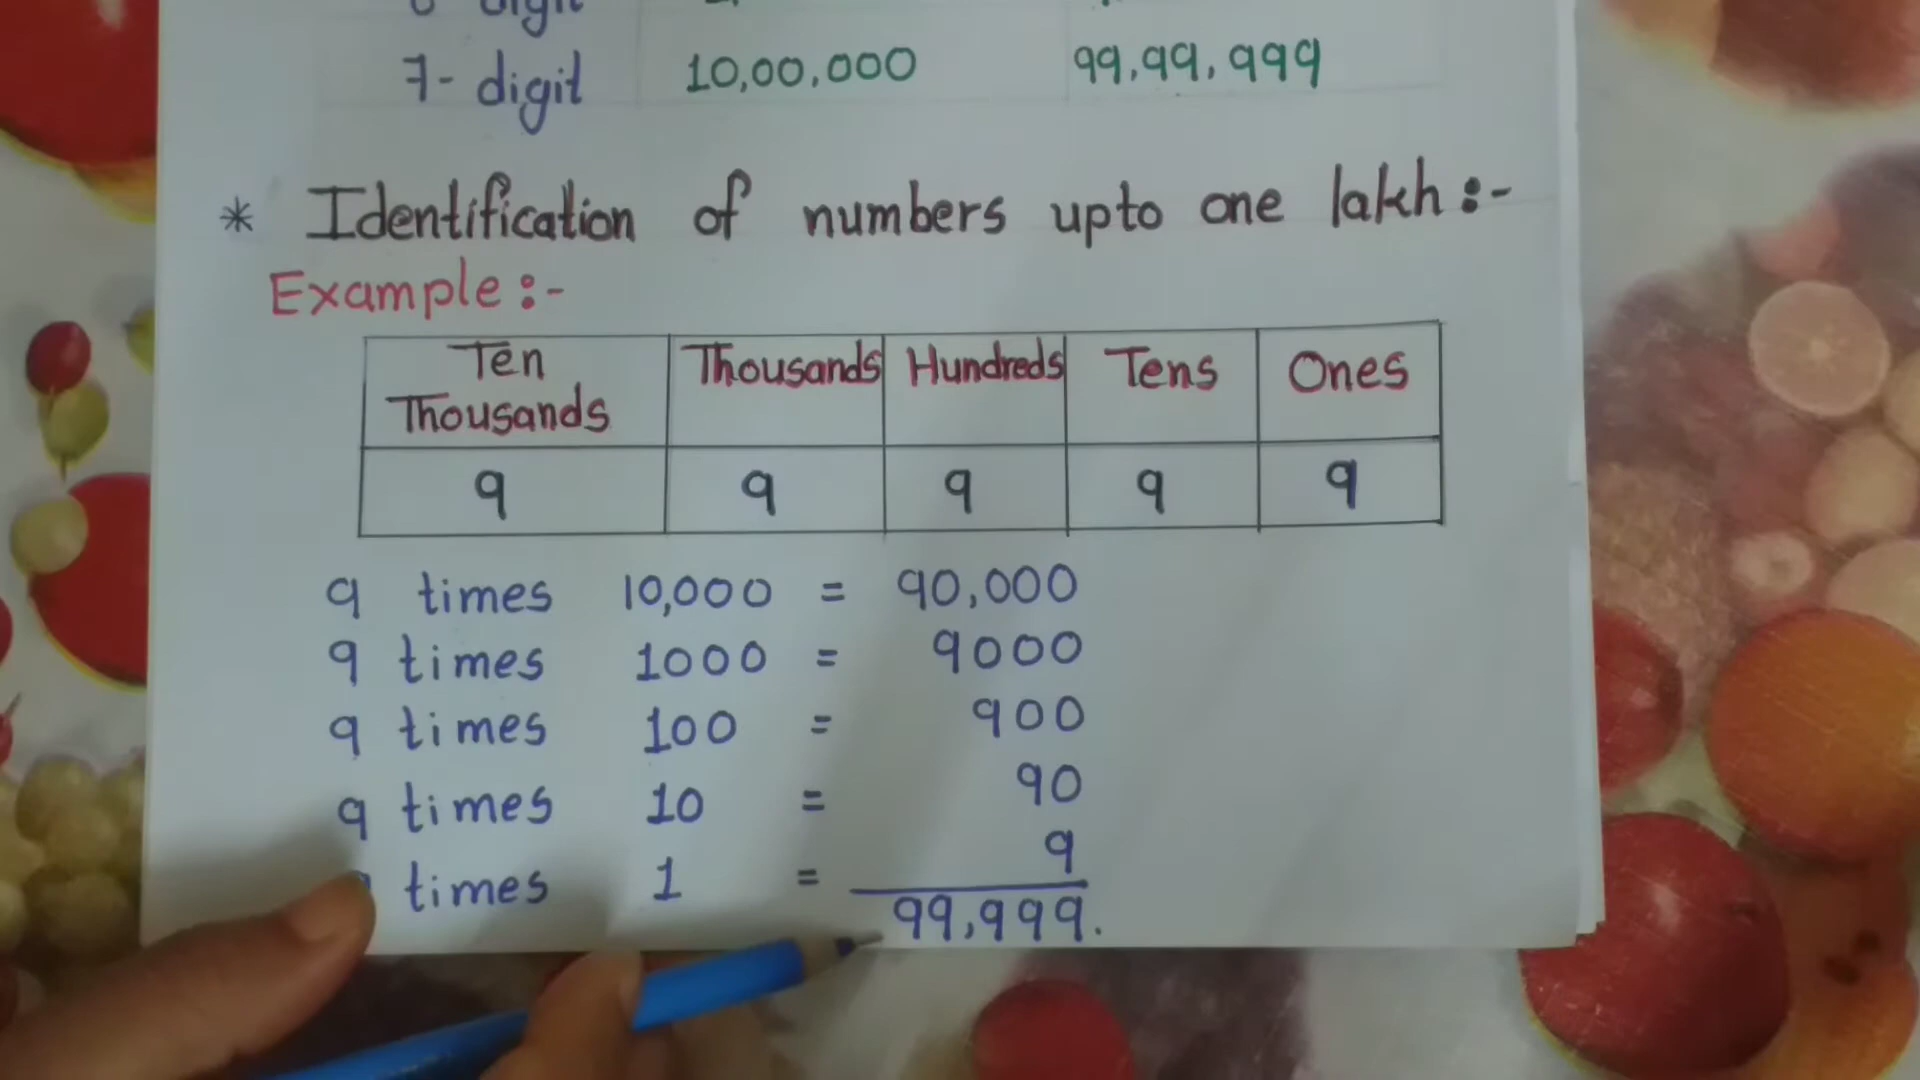 digit
7- digit 10,00,000 99,99,999
* Identification of numbers upto one lakh :-
Example :-
Ten Thousands Hundreds Tens Ones
Thousands
9 9 9 9 9
9 times 10,000 = 90,000
9 times 1000 = 9000
9 times 100 = 900
9 times 10 = 90
times 1 = 9
99,999.